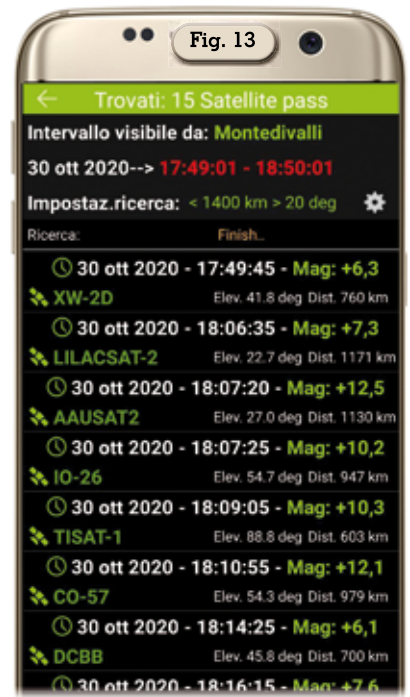 Fig. 13
Trovati: 15 Satellite pass
Intervallo visibile da: Montedivalli
30 ott 2020--> 17:49:01 - 18:50:01
Impostaz.ricerca: < 1400 km > 20 deg
Ricerca: Finish..
30 ott 2020 - 17:49:45 - Mag: +6,3
XW-2D Elev. 41.8 deg Dist. 760 km
30 ott 2020 - 18:06:35 - Mag: +7,3
LILACSAT-2 Elev. 22.7 deg Dist. 1171 km
30 ott 2020 - 18:07:20 - Mag: +12,5
AAUSAT2 Elev. 27.0 deg Dist. 1130 km
30 ott 2020 - 18:07:25 - Mag: +10,2
IO-26 Elev. 54.7 deg Dist. 947 km
30 ott 2020 - 18:09:05 - Mag: +10,3
TISAT-1 Elev. 88.8 deg Dist. 603 km
30 ott 2020 - 18:10:55 - Mag: +12,1
CO-57 Elev. 54.3 deg Dist. 979 km
30 ott 2020 - 18:14:25 - Mag: +6,1
DCBB Elev. 45.8 deg Dist. 700 km
30 ott 2020 - 18:16:15 - Mag: +7,6